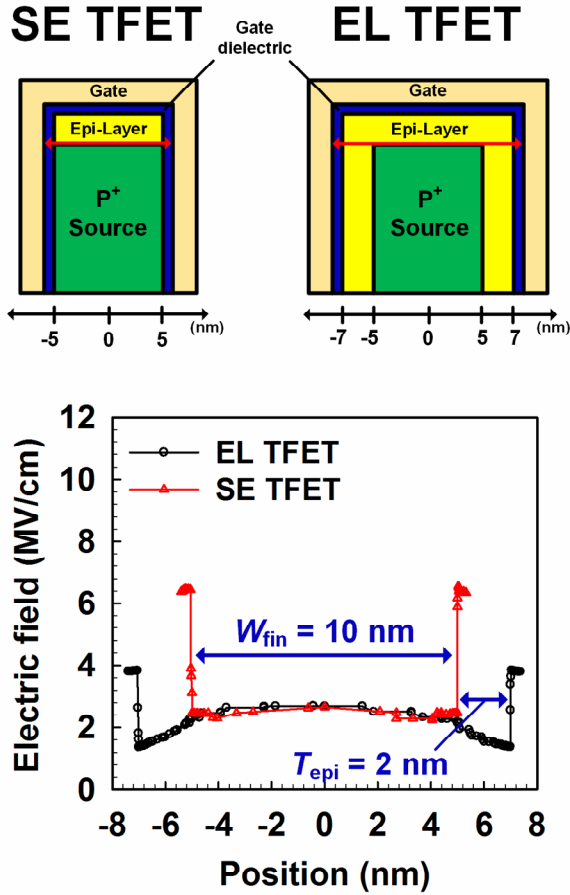 SE TFET
EL TFET
Gate
dielectric
Gate
Epi-Layer
P+
Source
Gate
Epi-Layer
P+
Source
-5 0 5 (nm)
-7 -5 0 5 7 (nm)
12
10
8
6
4
2
0
Electric field (MV/cm)
EL TFET
SE TFET
Wfin = 10 nm
Tepi = 2 nm
-8 -6 -4 -2 0 2 4 6 8
Position (nm)